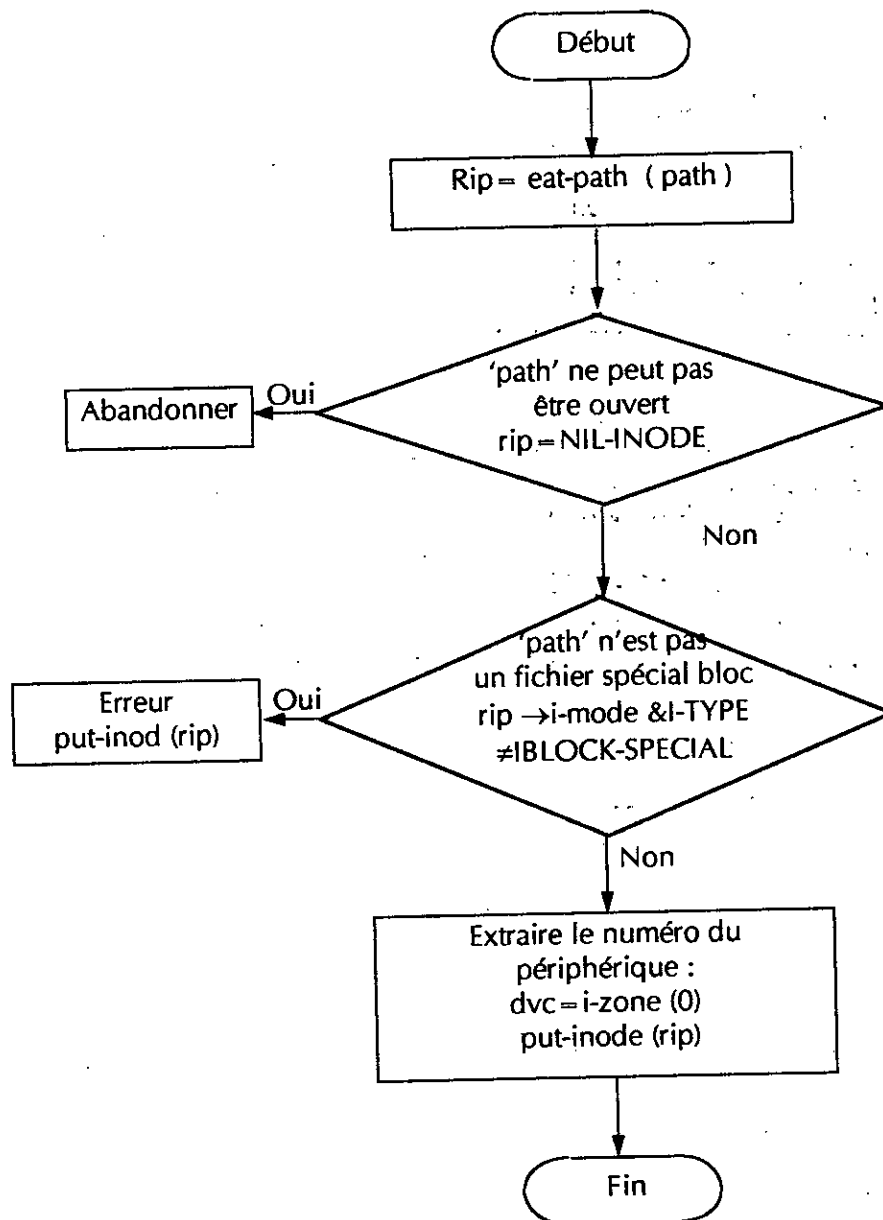 Début
Rip= eat-path ( path )
'path' ne peut pas
être ouvert
rip=NIL-INODE
Oui
Abandonner
Non
'path' n'est pas
un fichier spécial bloc
rip →i-mode &I-TYPE
≠IBLOCK-SPECIAL
Oui
Erreur
put-inod (rip)
Non
Extraire le numéro du
périphérique :
dvc=i-zone (0)
put-inode (rip)
Fin